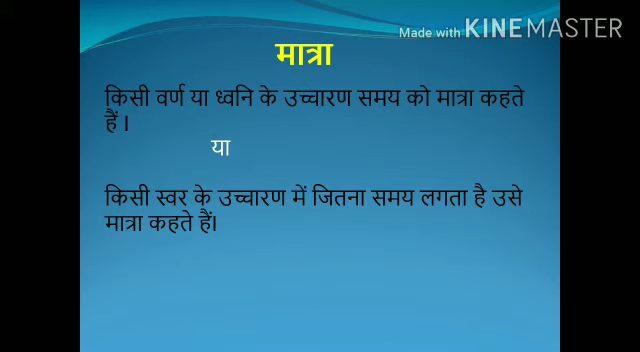 Made with KINEMASTER
मात्रा
किसी वर्ण या ध्वनि के उच्चारण समय को मात्रा कहते
हैं।
या
किसी स्वर के उच्चारण में जितना समय लगता है उसे
मात्रा कहते हैं।